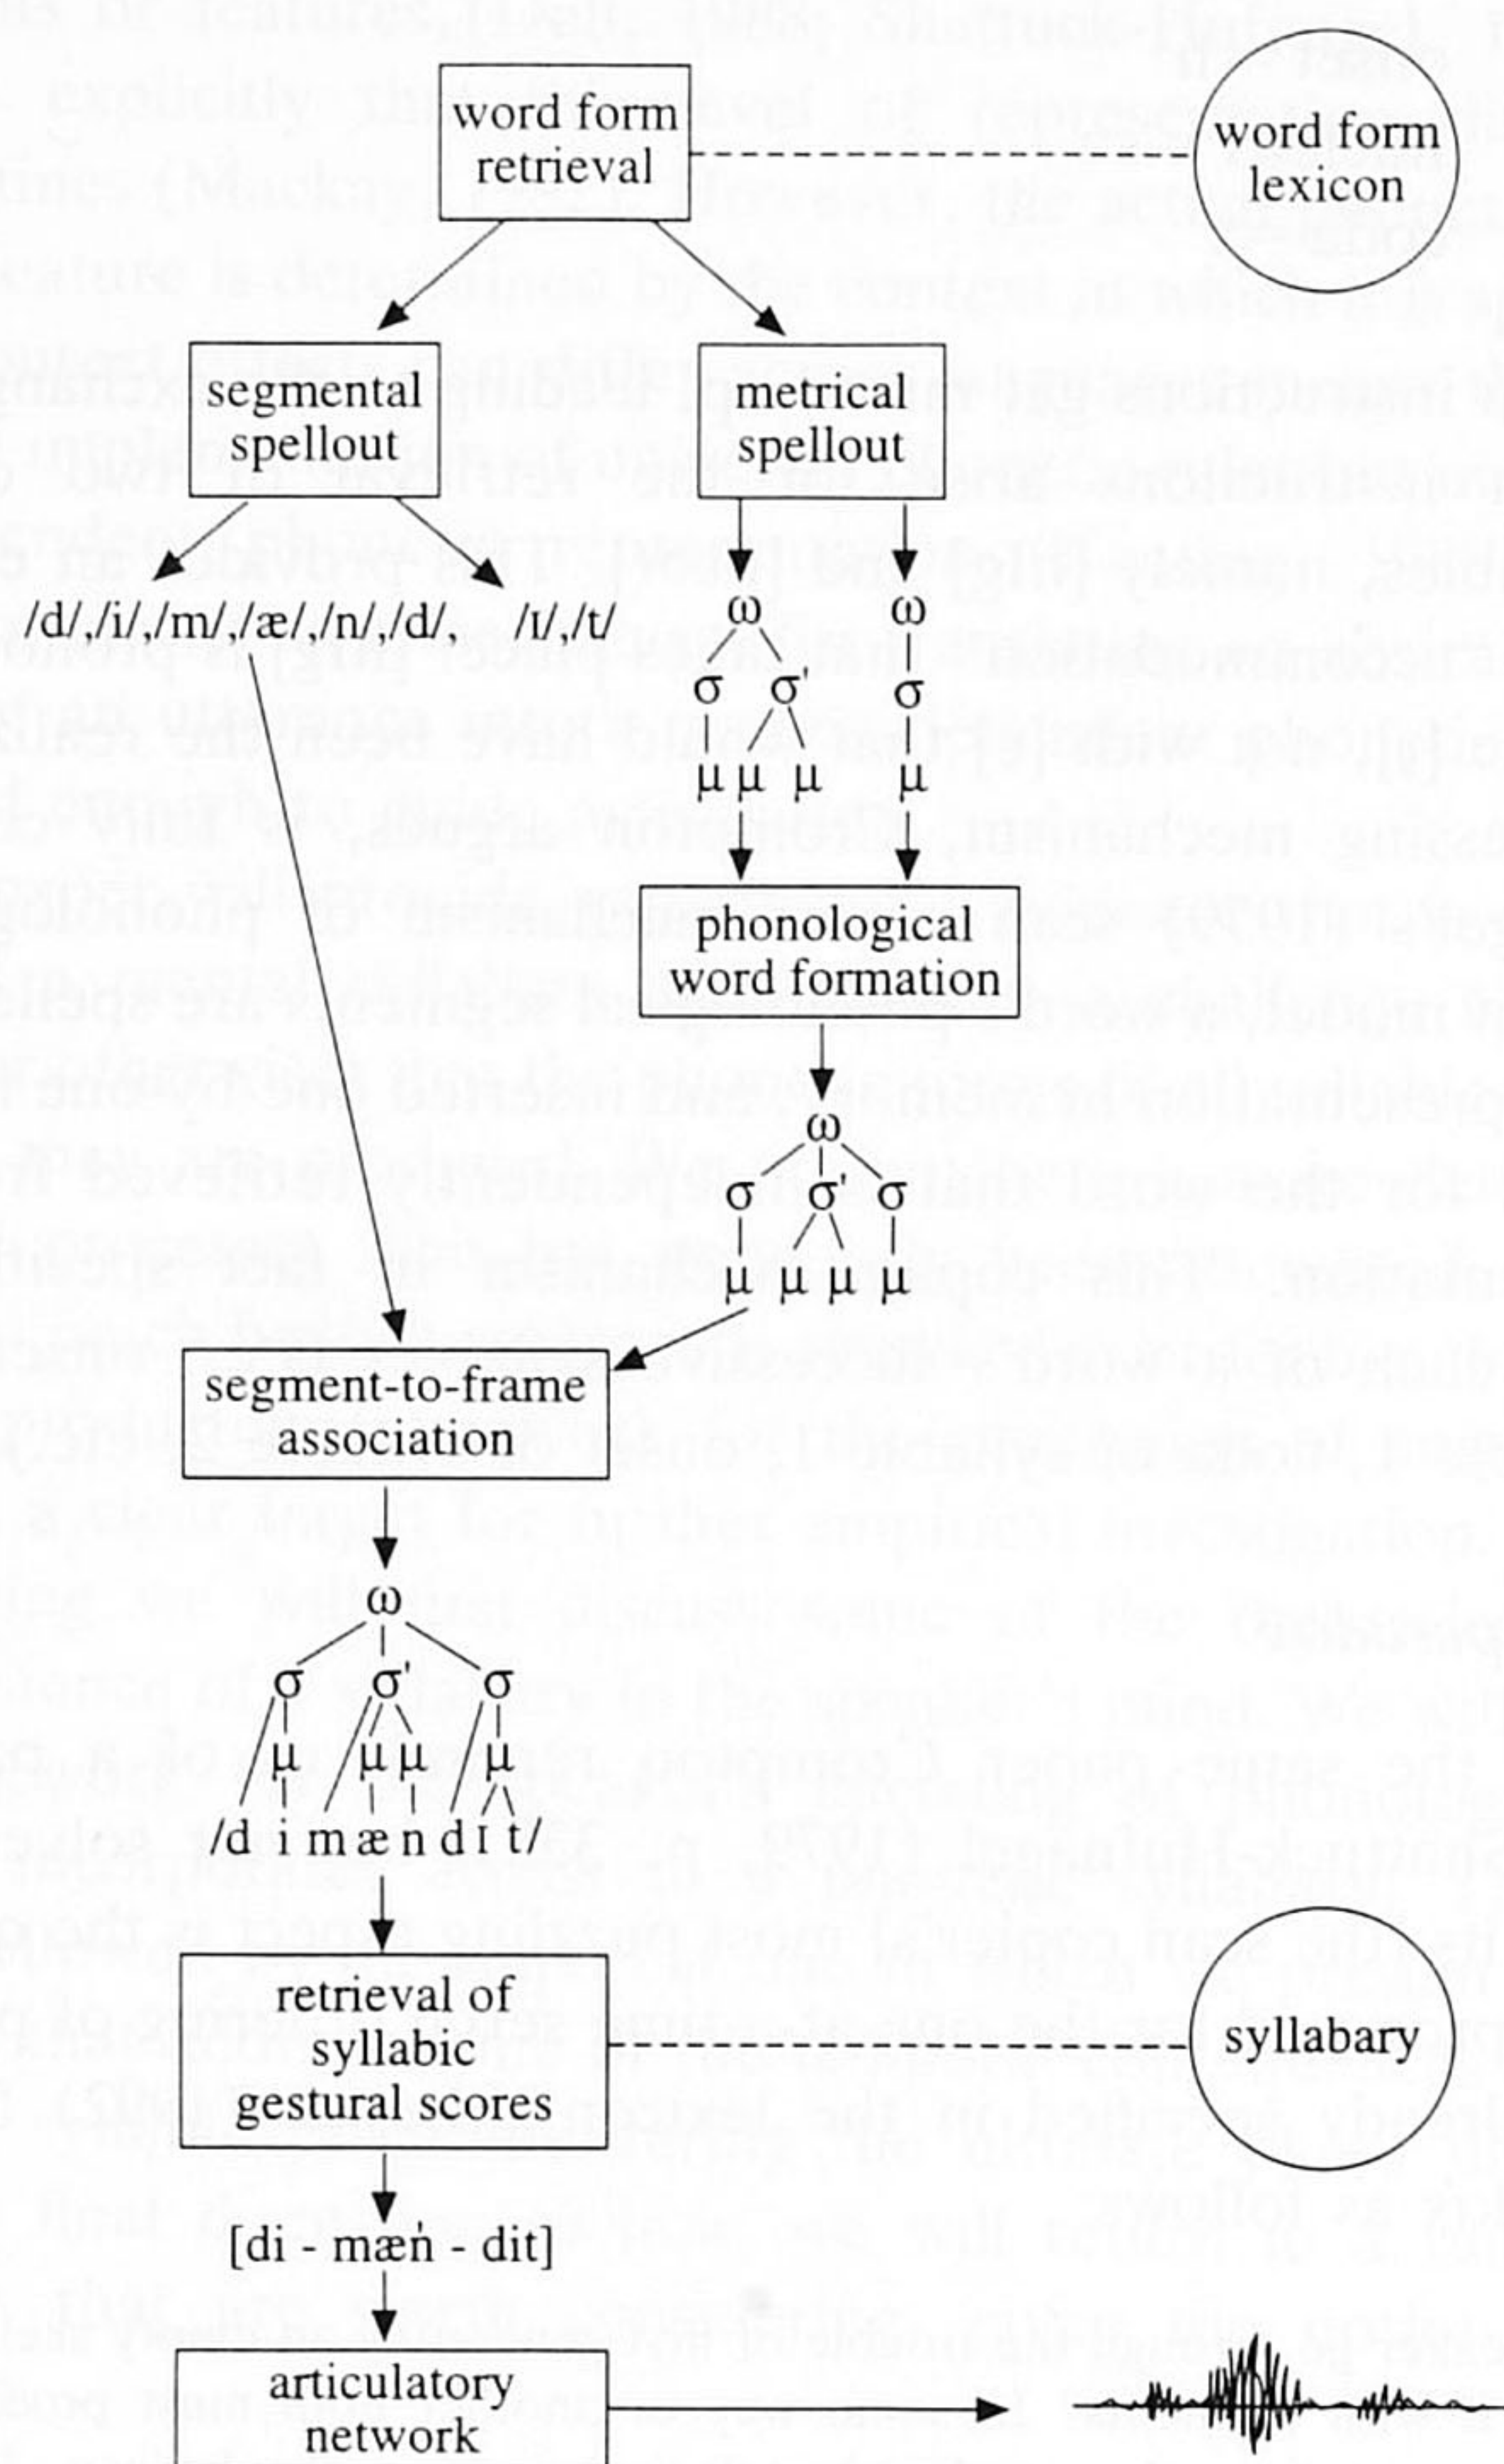 word form
retrieval
word form
lexicon
segmental
spellout
metrical
spellout
/d/,/i/,/m/,/æ/,/n/,/d/, /ɪ/,/t/
ω ω
σ σ' σ
μ μ μ μ
phonological
word formation
ω
σ σ' σ
μ μ μ μ
segment-to-frame
association
ω
σ σ' σ
μ μ μ μ
/d i m æ n d ɪ t/
retrieval of
syllabic
gestural scores
syllabary
[di - mæn' - dit]
articulatory
network